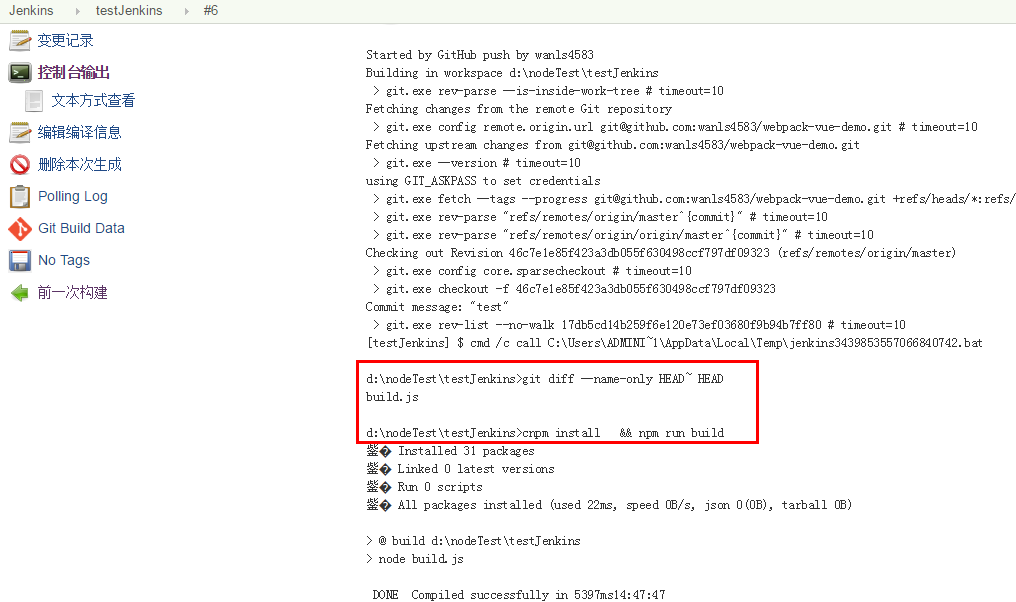 Jenkins testJenkins #6
变更记录
控制台输出
文本方式查看
编辑编译信息
删除本次生成
Polling Log
Git Build Data
No Tags
前一次构建
Started by GitHub push by wanls4583
Building in workspace d:\nodeTest\testJenkins
> git.exe rev-parse --is-inside-work-tree # timeout=10
Fetching changes from the remote Git repository
> git.exe config remote.origin.url git@github.com:wanls4583/webpack-vue-demo.git # timeout=10
Fetching upstream changes from git@github.com:wanls4583/webpack-vue-demo.git
> git.exe --version # timeout=10
using GIT_ASKPASS to set credentials
> git.exe fetch --tags --progress git@github.com:wanls4583/webpack-vue-demo.git +refs/heads/*:refs/
> git.exe rev-parse "refs/remotes/origin/master^{commit}" # timeout=10
> git.exe rev-parse "refs/remotes/origin/origin/master^{commit}" # timeout=10
Checking out Revision 46c7e1e85f423a3db055f630498ccf797df09323 (refs/remotes/origin/master)
> git.exe config core.sparsecheckout # timeout=10
> git.exe checkout -f 46c7e1e85f423a3db055f630498ccf797df09323
Commit message: "test"
> git.exe rev-list --no-walk 17db5cd14b259f6e120e73ef03680f9b94b7ff80 # timeout=10
[testJenkins] $ cmd /c call C:\Users\ADMINI~1\AppData\Local\Temp\jenkins3439853557066840742.bat
d:\nodeTest\testJenkins>git diff --name-only HEAD~ HEAD
build.js
d:\nodeTest\testJenkins>cnpm install && npm run build
鈭� Installed 31 packages
鈭� Linked 0 latest versions
鈭� Run 0 scripts
鈭� All packages installed (used 22ms, speed 0B/s, json 0(0B), tarball 0B)
> @ build d:\nodeTest\testJenkins
> node build.js
DONE Compiled successfully in 5397ms14:47:47